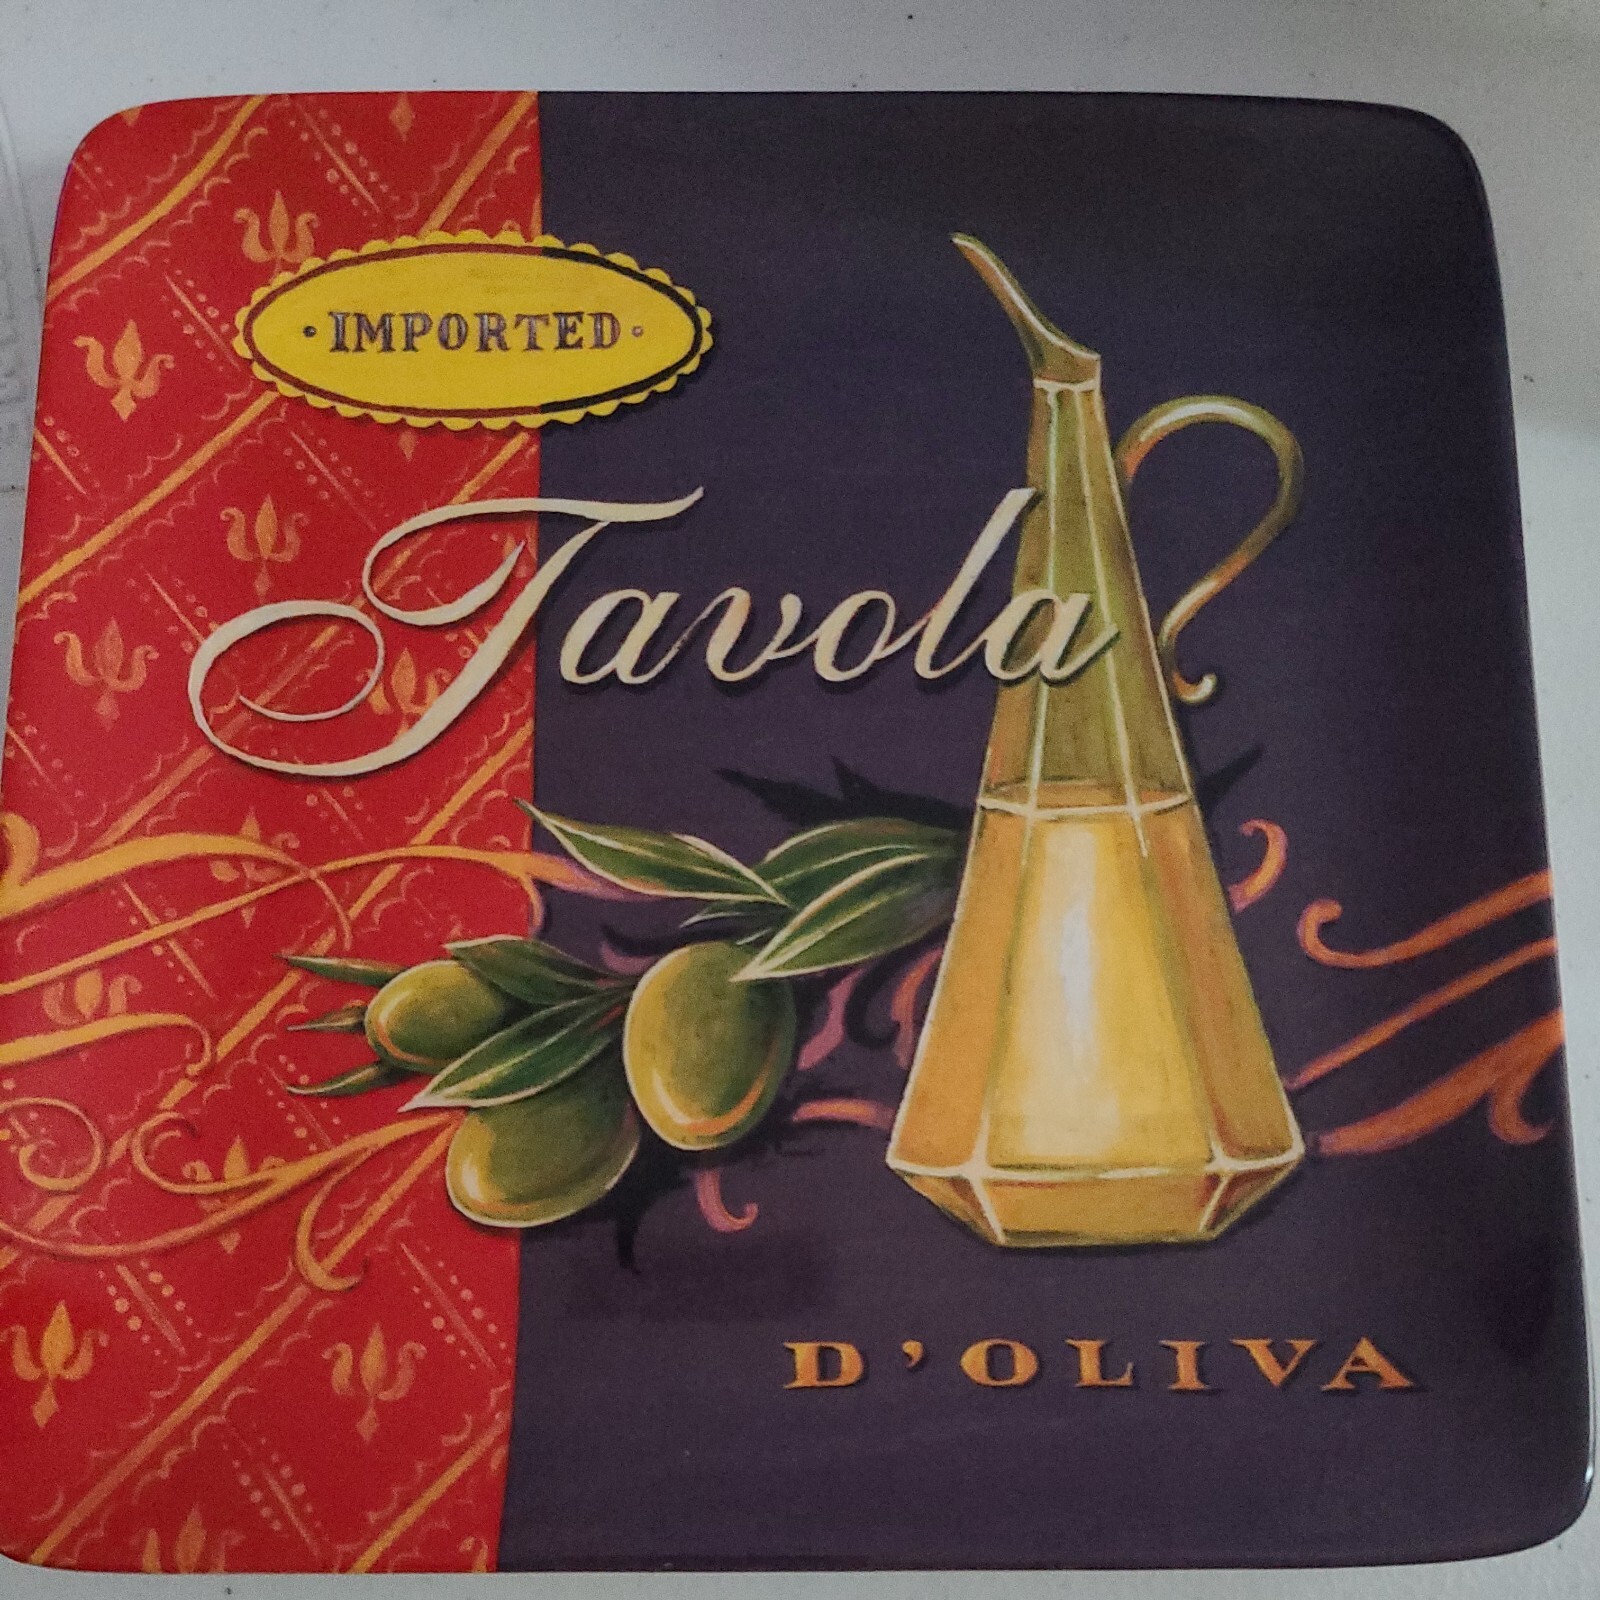 · IMPORTED ·
Tavola
D'OLIVA